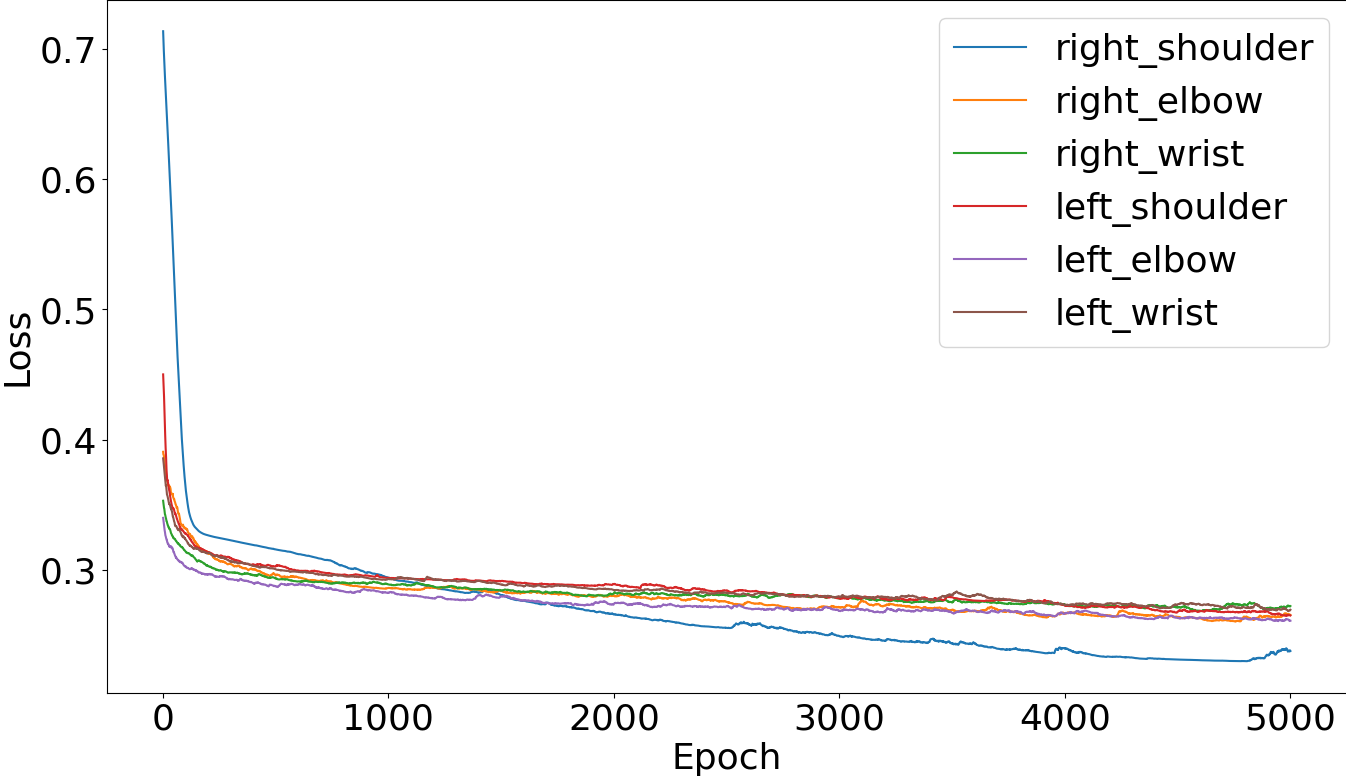 0.7
0.6
0.5
0.4
0.3
Loss
right_shoulder
right_elbow
right_wrist
left_shoulder
left_elbow
left_wrist
0 1000 2000 3000 4000 5000
Epoch